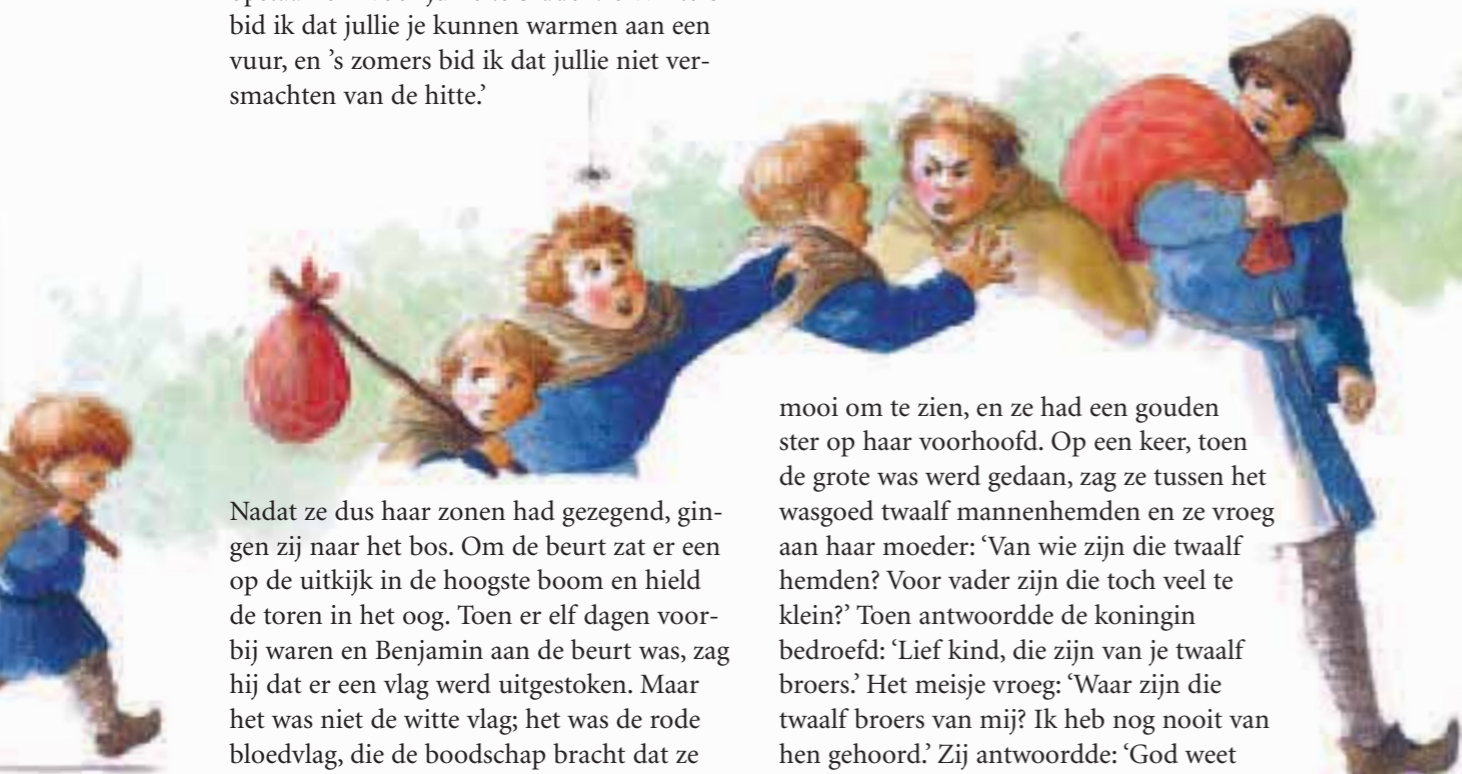 bid ik dat jullie je kunnen warmen aan een
vuur, en ’s zomers bid ik dat jullie niet ver-
smachten van de hitte.’
Nadat ze dus haar zonen had gezegend, gin-
gen zij naar het bos. Om de beurt zat er een
op de uitkijk in de hoogste boom en hield
de toren in het oog. Toen er elf dagen voor-
bij waren en Benjamin aan de beurt was, zag
hij dat er een vlag werd uitgestoken. Maar
het was niet de witte vlag; het was de rode
bloedvlag, die de boodschap bracht dat ze
mooi om te zien, en ze had een gouden
ster op haar voorhoofd. Op een keer, toen
de grote was werd gedaan, zag ze tussen het
wasgoed twaalf mannenhemden en ze vroeg
aan haar moeder: ‘Van wie zijn die twaalf
hemden? Voor vader zijn die toch veel te
klein?’ Toen antwoordde de koningin
bedroefd: ‘Lief kind, die zijn van je twaalf
broers.’ Het meisje vroeg: ‘Waar zijn die
twaalf broers van mij? Ik heb nog nooit van
hen gehoord.’ Zij antwoordde: ‘God weet